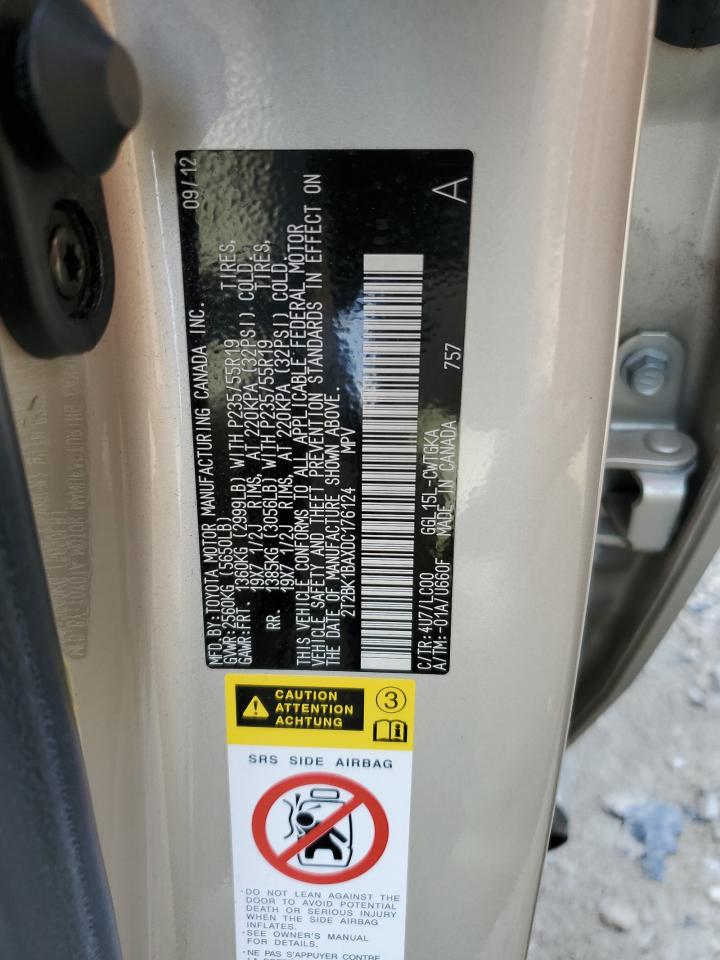 MFD. BY:TOYOTA MOTOR MANUFACTURING CANADA INC. 09/12
GVWR:2560KG (5650LB)
GAWR:FRT. 1360KG (2999LB) WITH P235/55R19 TIRES,
19X7 1/2J RIMS, AT 220KPA (32PSI). COLD.
RR. 1385KG (3056LB) WITH P235/55R19 TIRES,
19X7 1/2J RIMS, AT 220KPA (32PSI) COLD.
THIS VEHICLE CONFORMS TO ALL APPLICABLE FEDERAL MOTOR
VEHICLE SAFETY AND THEFT PREVENTION STANDARDS IN EFFECT ON
THE DATE OF MANUFACTURE SHOWN ABOVE.
2T2BK1BAXDC176124 MPV
C/TR:4U7/LC00 GGL15L-CWTGKA
A/TM:-01A/U660F MADE IN CANADA 757 A
CAUTION
ATTENTION
ACHTUNG
3
SRS SIDE AIRBAG
·DO NOT LEAN AGAINST THE
DOOR TO AVOID POTENTIAL
DEATH OR SERIOUS INJURY
WHEN THE SIDE AIRBAG
INFLATES.
·SEE OWNER'S MANUAL
FOR DETAILS.
·NE PAS S'APPUYER CONTRE